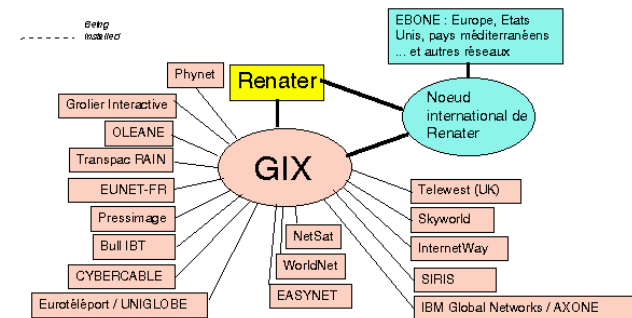 Being
Installed
EBONE : Europe, Etats
Unis, pays méditerranéens
... et autres réseaux
Phynet
Renater
Noeud
international de
Renater
Grolier Interactive
OLEANE
Transpac RAIN
EUNET-FR
Pressimage
Bull IBT
CYBERCABLE
Eurotéléport / UNIGLOBE
GIX
NetSat
WorldNet
EASYNET
Telewest (UK)
Skyworld
InternetWay
SIRIS
IBM Global Networks / AXONE